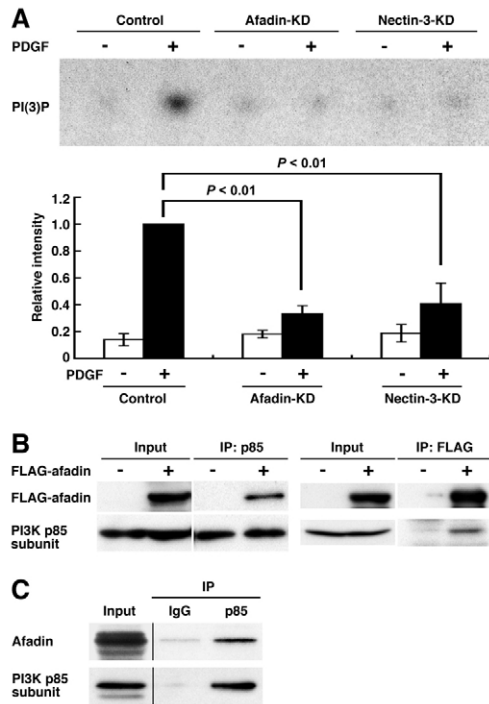 A
Control Afadin-KD Nectin-3-KD
PDGF - + - + - +
PI(3)P
P < 0.01
P < 0.01
Relative intensity
1.2
1.0
0.8
0.6
0.4
0.2
0
PDGF - + - + - +
Control Afadin-KD Nectin-3-KD
B
Input IP: p85 Input IP: FLAG
FLAG-afadin - + - + - + - +
FLAG-afadin
PI3K p85
subunit
C
IP
Input IgG p85
Afadin
PI3K p85
subunit